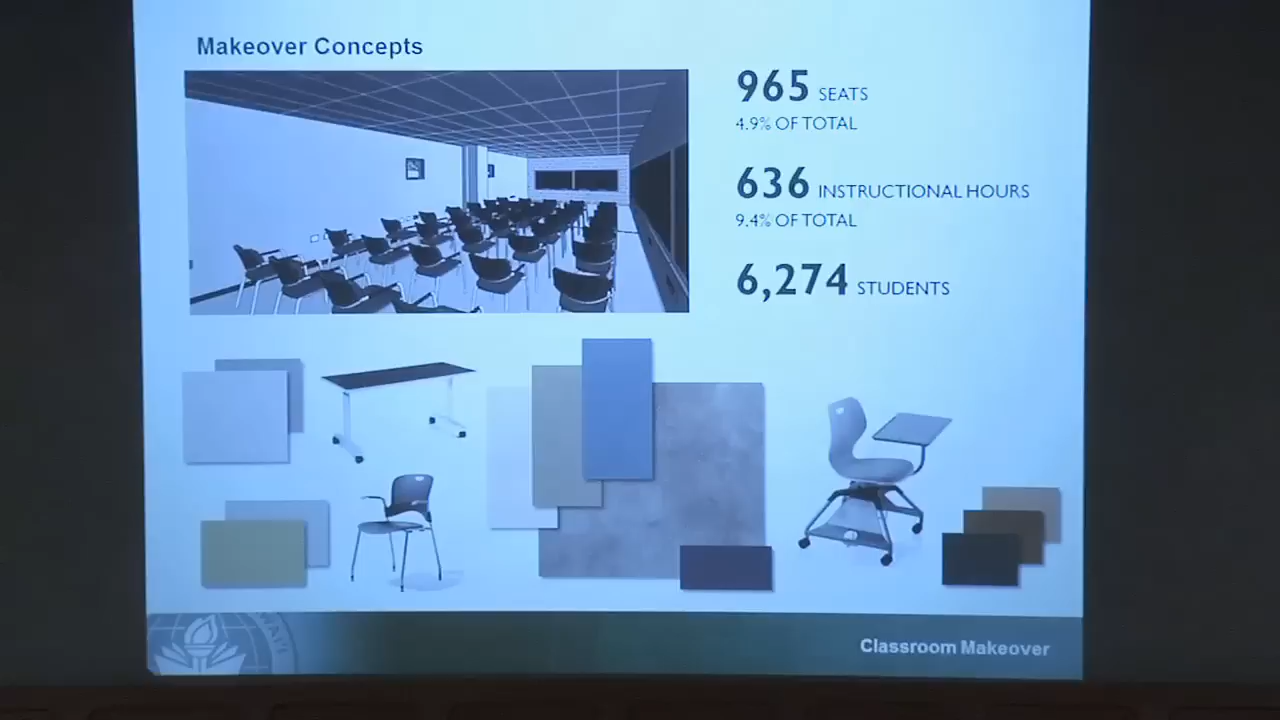 Makeover Concepts
965 SEATS
4.9% OF TOTAL
636 INSTRUCTIONAL HOURS
9.4% OF TOTAL
6,274 STUDENTS
Classroom Makeover